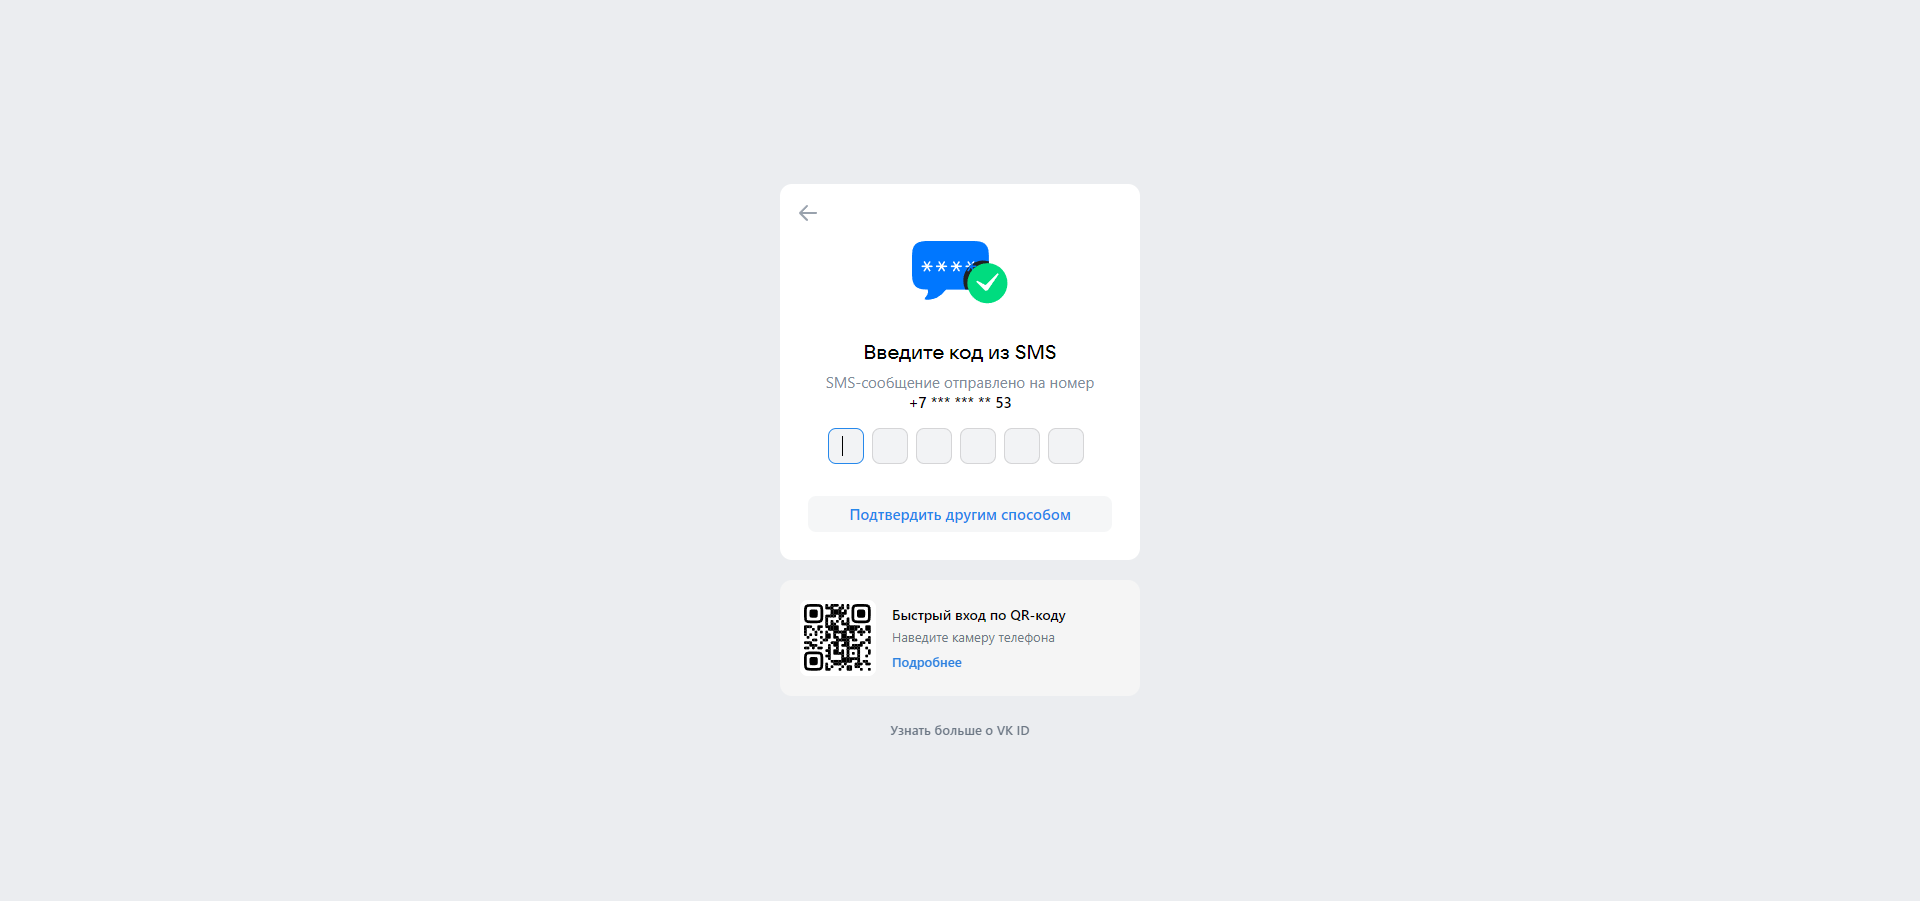 ****
Введите код из SMS
SMS-сообщение отправлено на номер
+7 *** *** ** 53
Подтвердить другим способом
Быстрый вход по QR-коду
Наведите камеру телефона
Подробнее
Узнать больше о VK ID